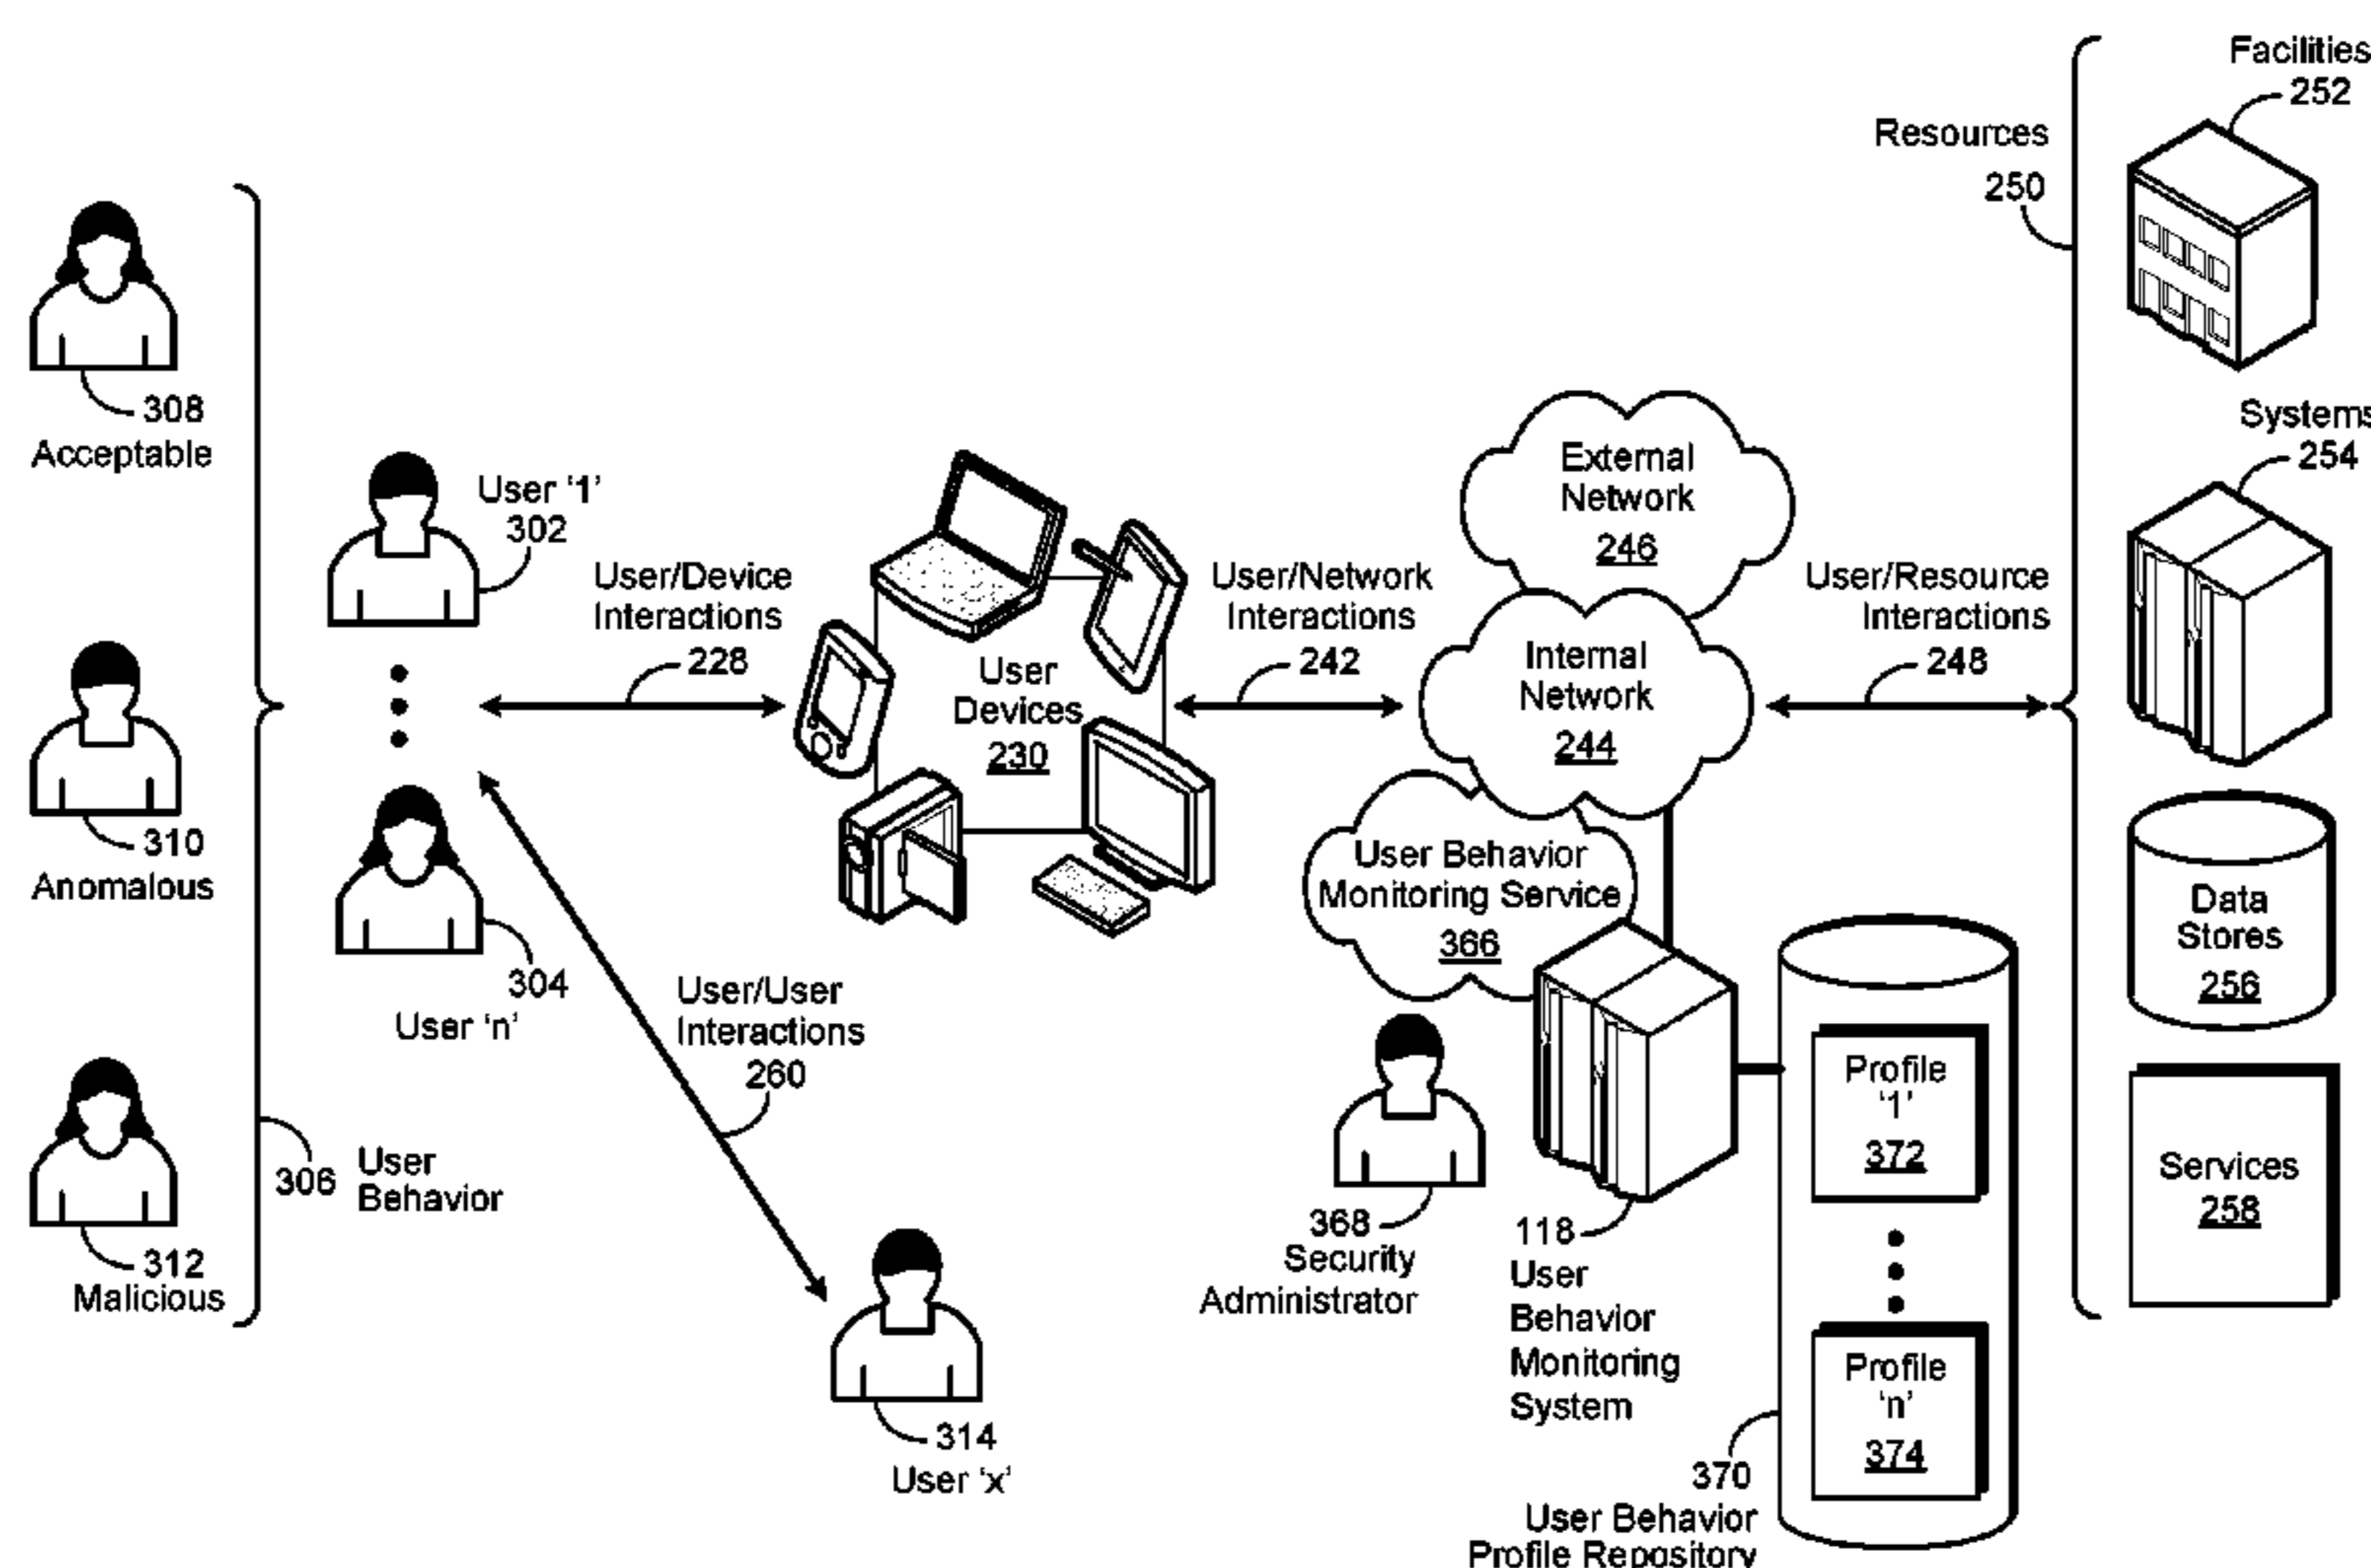 Facilities
252
Resources
250
308
Acceptable
Systems
254
External
Network
246
User '1'
302
User/Device
Interactions
228
User/Network
Interactions
242
User/Resource
Interactions
248
User
Devices
230
Internal
Network
244
310
Anomalous
User Behavior
Monitoring Service
366
Data
Stores
256
304
User 'n'
User/User
Interactions
260
Profile
'1'
372
Services
258
306
User
Behavior
312
Malicious
368
Security
Administrator
118
User
Behavior
Monitoring
System
Profile
'n'
374
314
User 'x'
370
User Behavior
Profile Repository